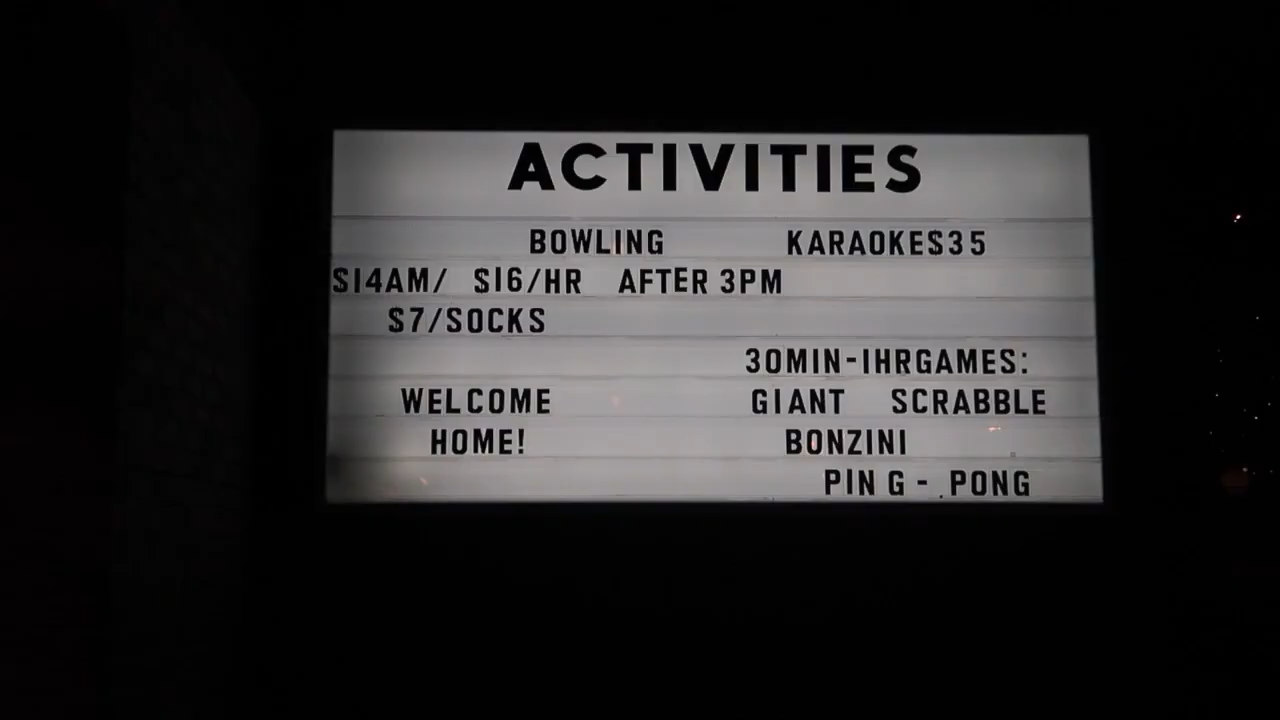 ACTIVITIES
BOWLING KARAOKE$35
$14AM/ $16/HR AFTER 3PM
$7/SOCKS
30MIN-1HRGAMES:
WELCOME GIANT SCRABBLE
HOME! BONZINI
PIN G - PONG